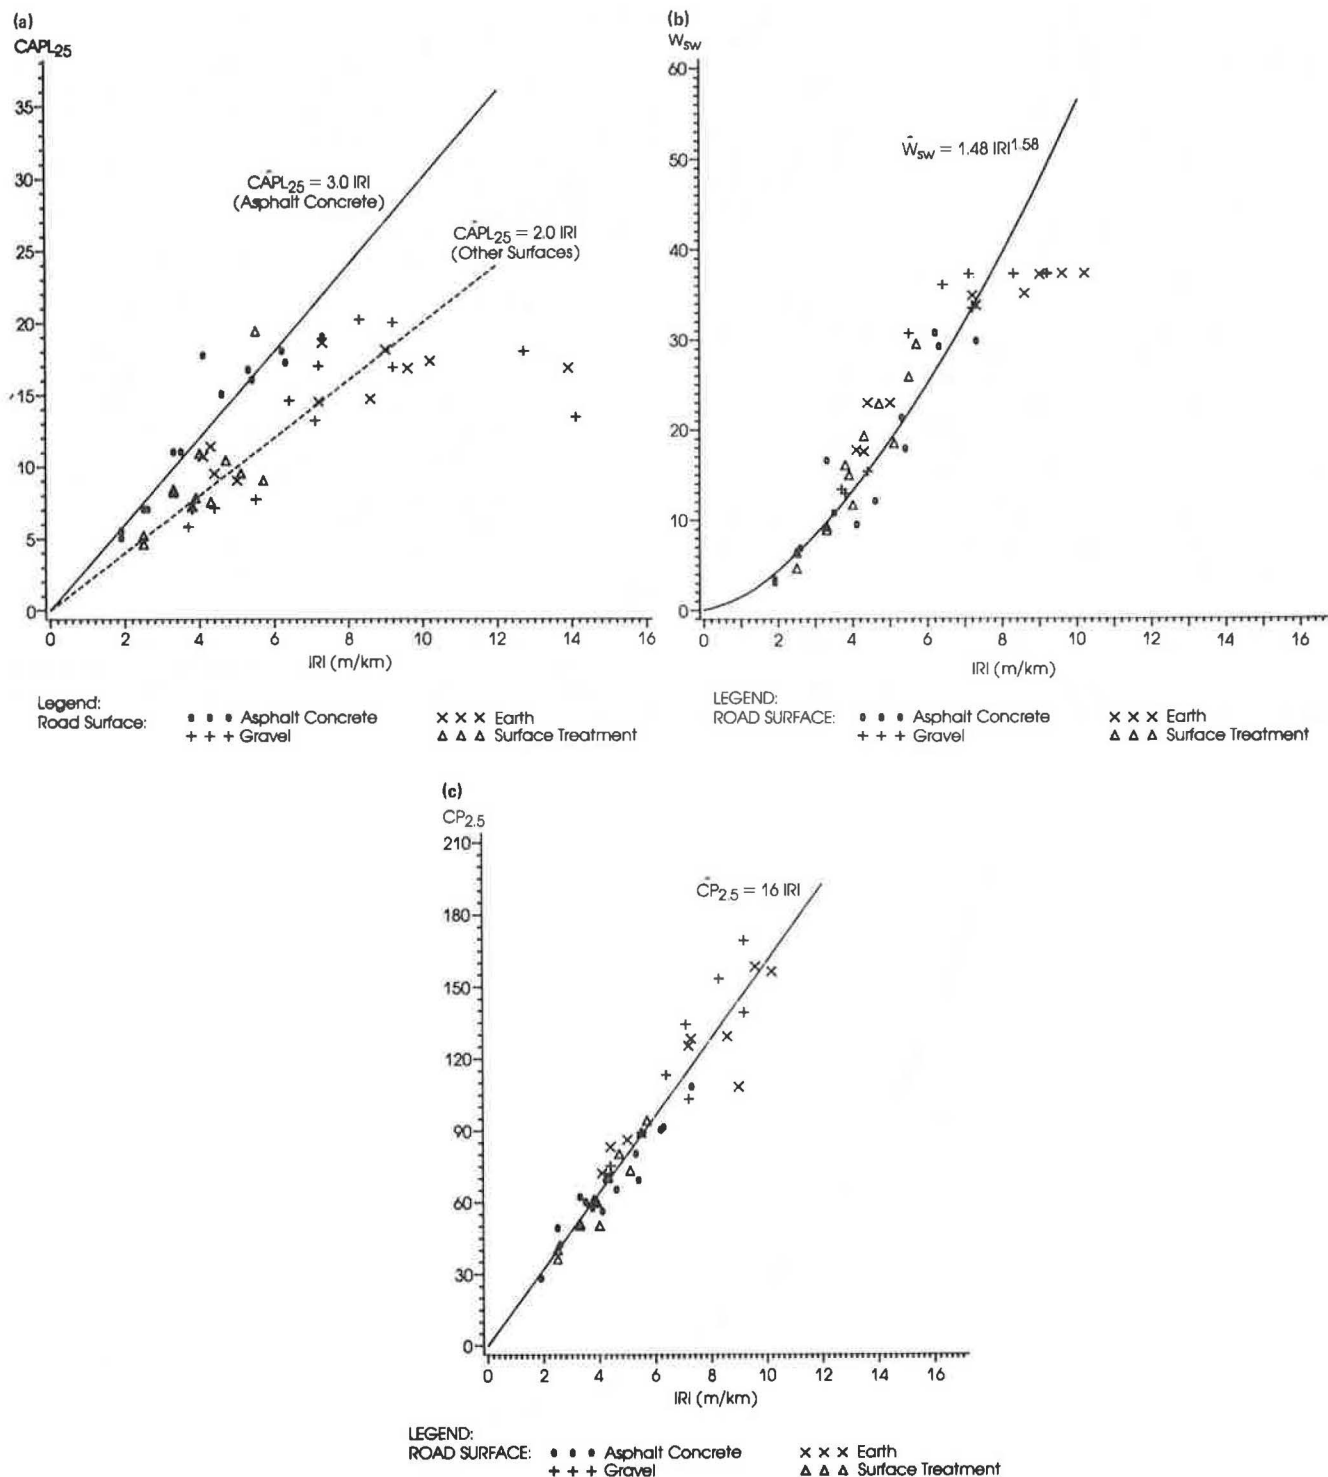 (a)
CAPL25
35
30
25
20
15
10
5
0
0 2 4 6 8 10 12 14 16
IRI (m/km)
CÂPL25 = 3.0 IRI
(Asphalt Concrete)
CÂPL25 = 2.0 IRI
(Other Surfaces)
Legend:
Road Surface: Asphalt Concrete Earth
Gravel Surface Treatment
(b)
Wsw
60
50
40
30
20
10
0
0 2 4 6 8 10 12 14 16
IRI (m/km)
Ŵsw = 1.48 IRI1.58
LEGEND:
ROAD SURFACE: Asphalt Concrete Earth
Gravel Surface Treatment
(c)
CP2.5
210
180
150
120
90
60
30
0
0 2 4 6 8 10 12 14 16
IRI (m/km)
ĈP2.5 = 16 IRI
LEGEND:
ROAD SURFACE: Asphalt Concrete Earth
Gravel Surface Treatment